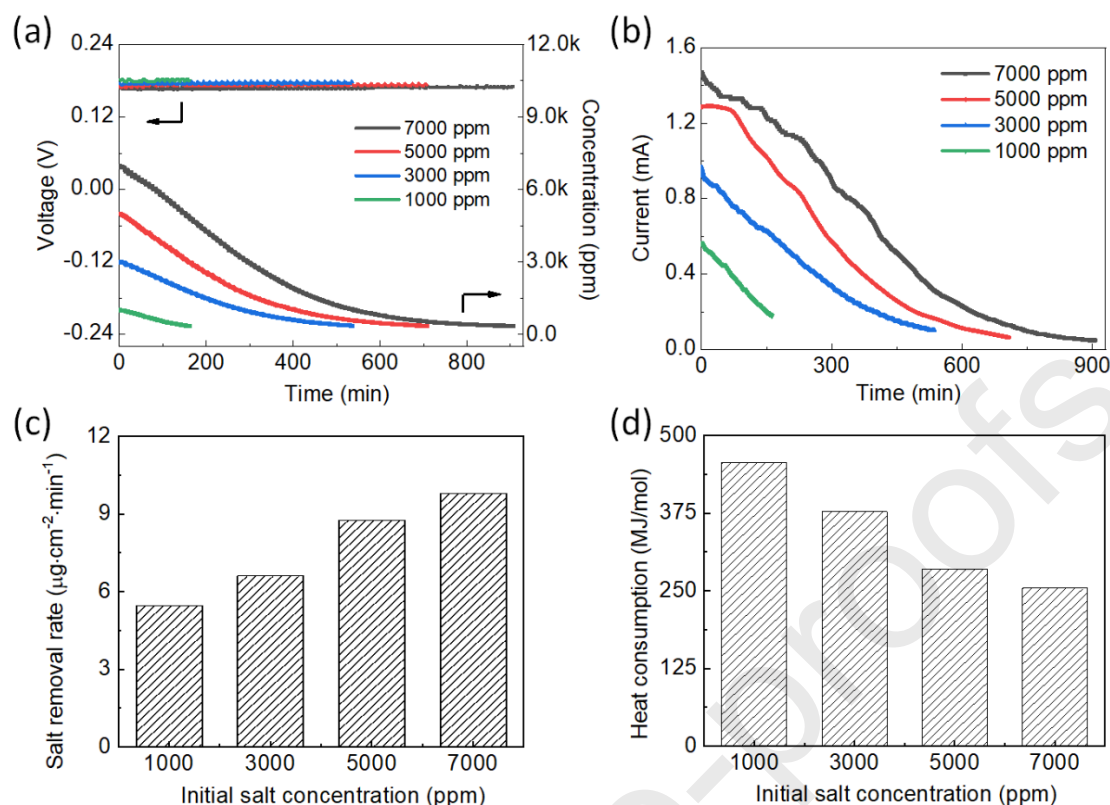 (a)
0.24
0.12
0.00
-0.12
-0.24
Voltage (V)
12.0k
9.0k
6.0k
3.0k
0.0
Concentration (ppm)
7000 ppm
5000 ppm
3000 ppm
1000 ppm
0 200 400 600 800
Time (min)
(b)
1.6
1.2
0.8
0.4
0.0
Current (mA)
7000 ppm
5000 ppm
3000 ppm
1000 ppm
0 300 600 900
Time (min)
(c)
12
9
6
3
0
Salt removal rate (μg·cm⁻²·min⁻¹)
1000 3000 5000 7000
Initial salt concentration (ppm)
(d)
500
375
250
125
0
Heat consumption (MJ/mol)
1000 3000 5000 7000
Initial salt concentration (ppm)
-proofs